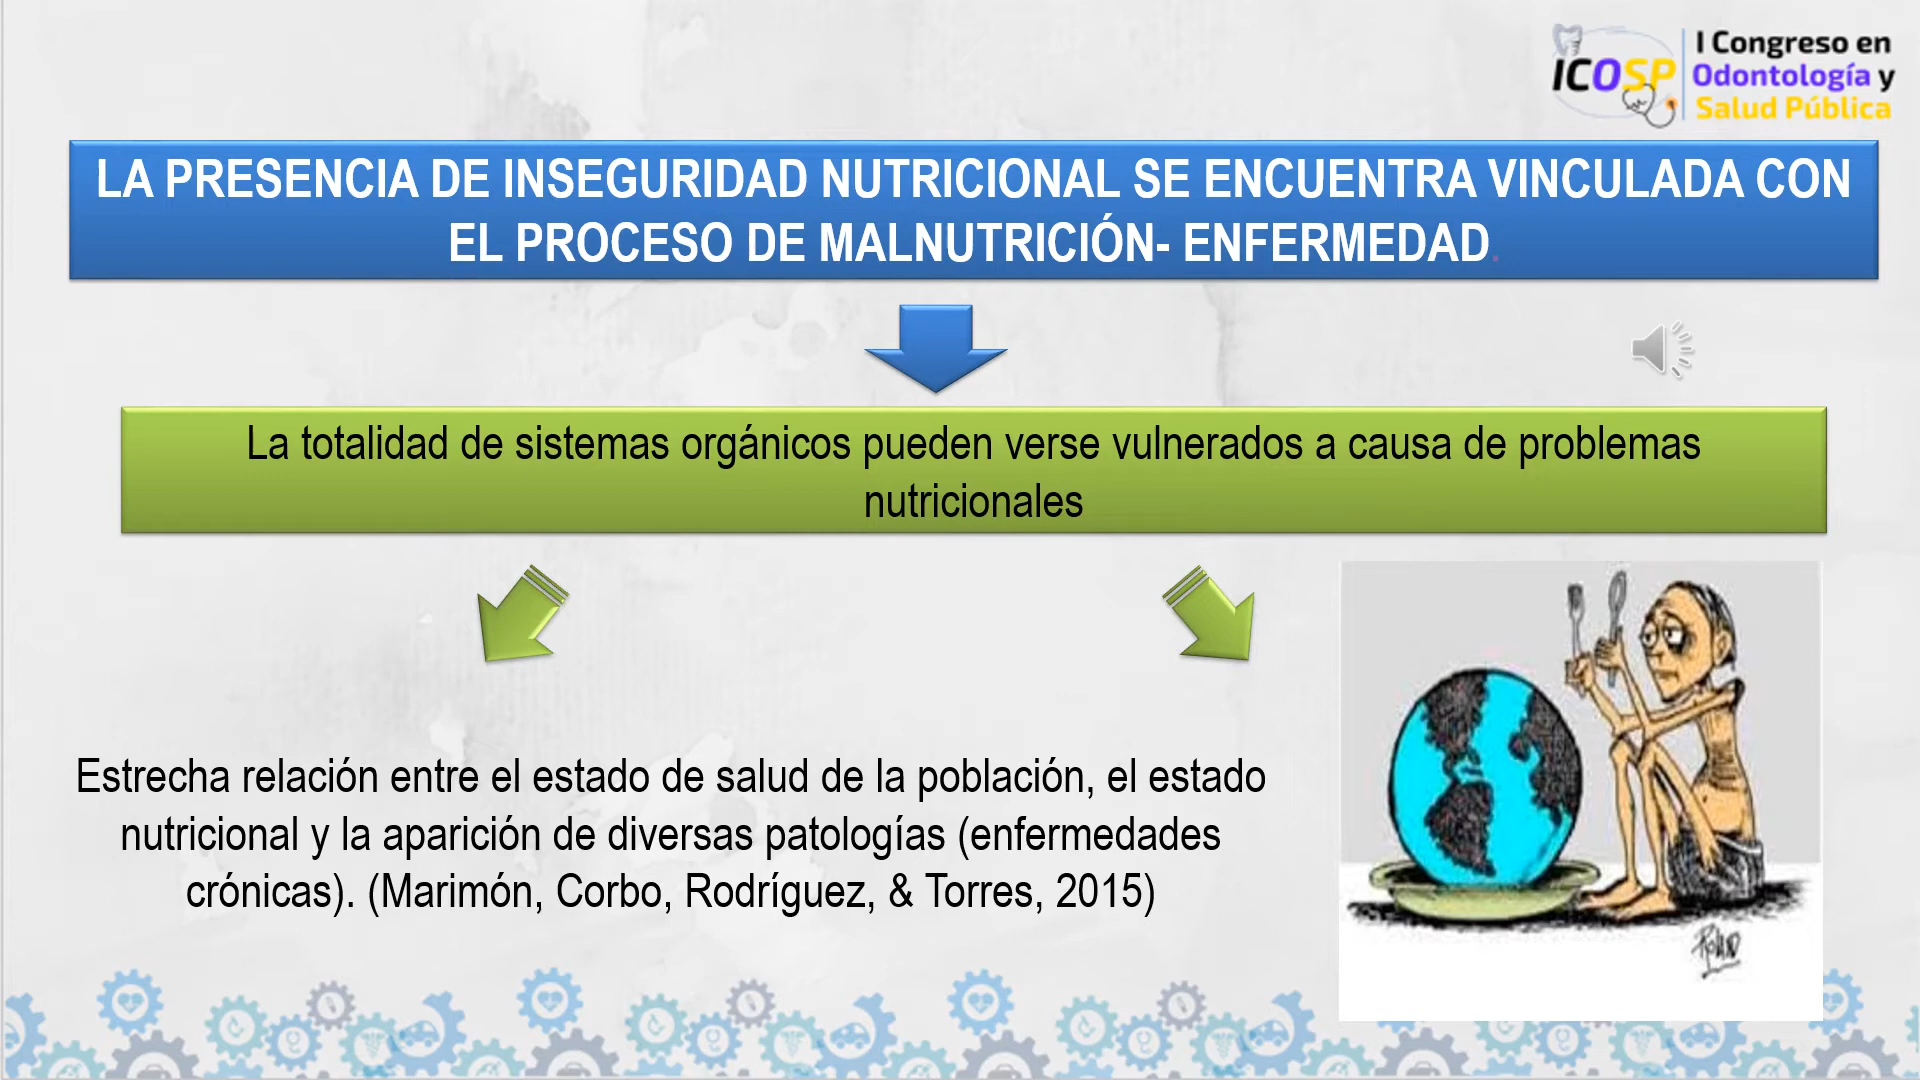 ICOSP
I Congreso en
Odontología y
Salud Pública
LA PRESENCIA DE INSEGURIDAD NUTRICIONAL SE ENCUENTRA VINCULADA CON
EL PROCESO DE MALNUTRICIÓN- ENFERMEDAD.
La totalidad de sistemas orgánicos pueden verse vulnerados a causa de problemas
nutricionales
Estrecha relación entre el estado de salud de la población, el estado
nutricional y la aparición de diversas patologías (enfermedades
crónicas). (Marimón, Corbo, Rodríguez, & Torres, 2015)